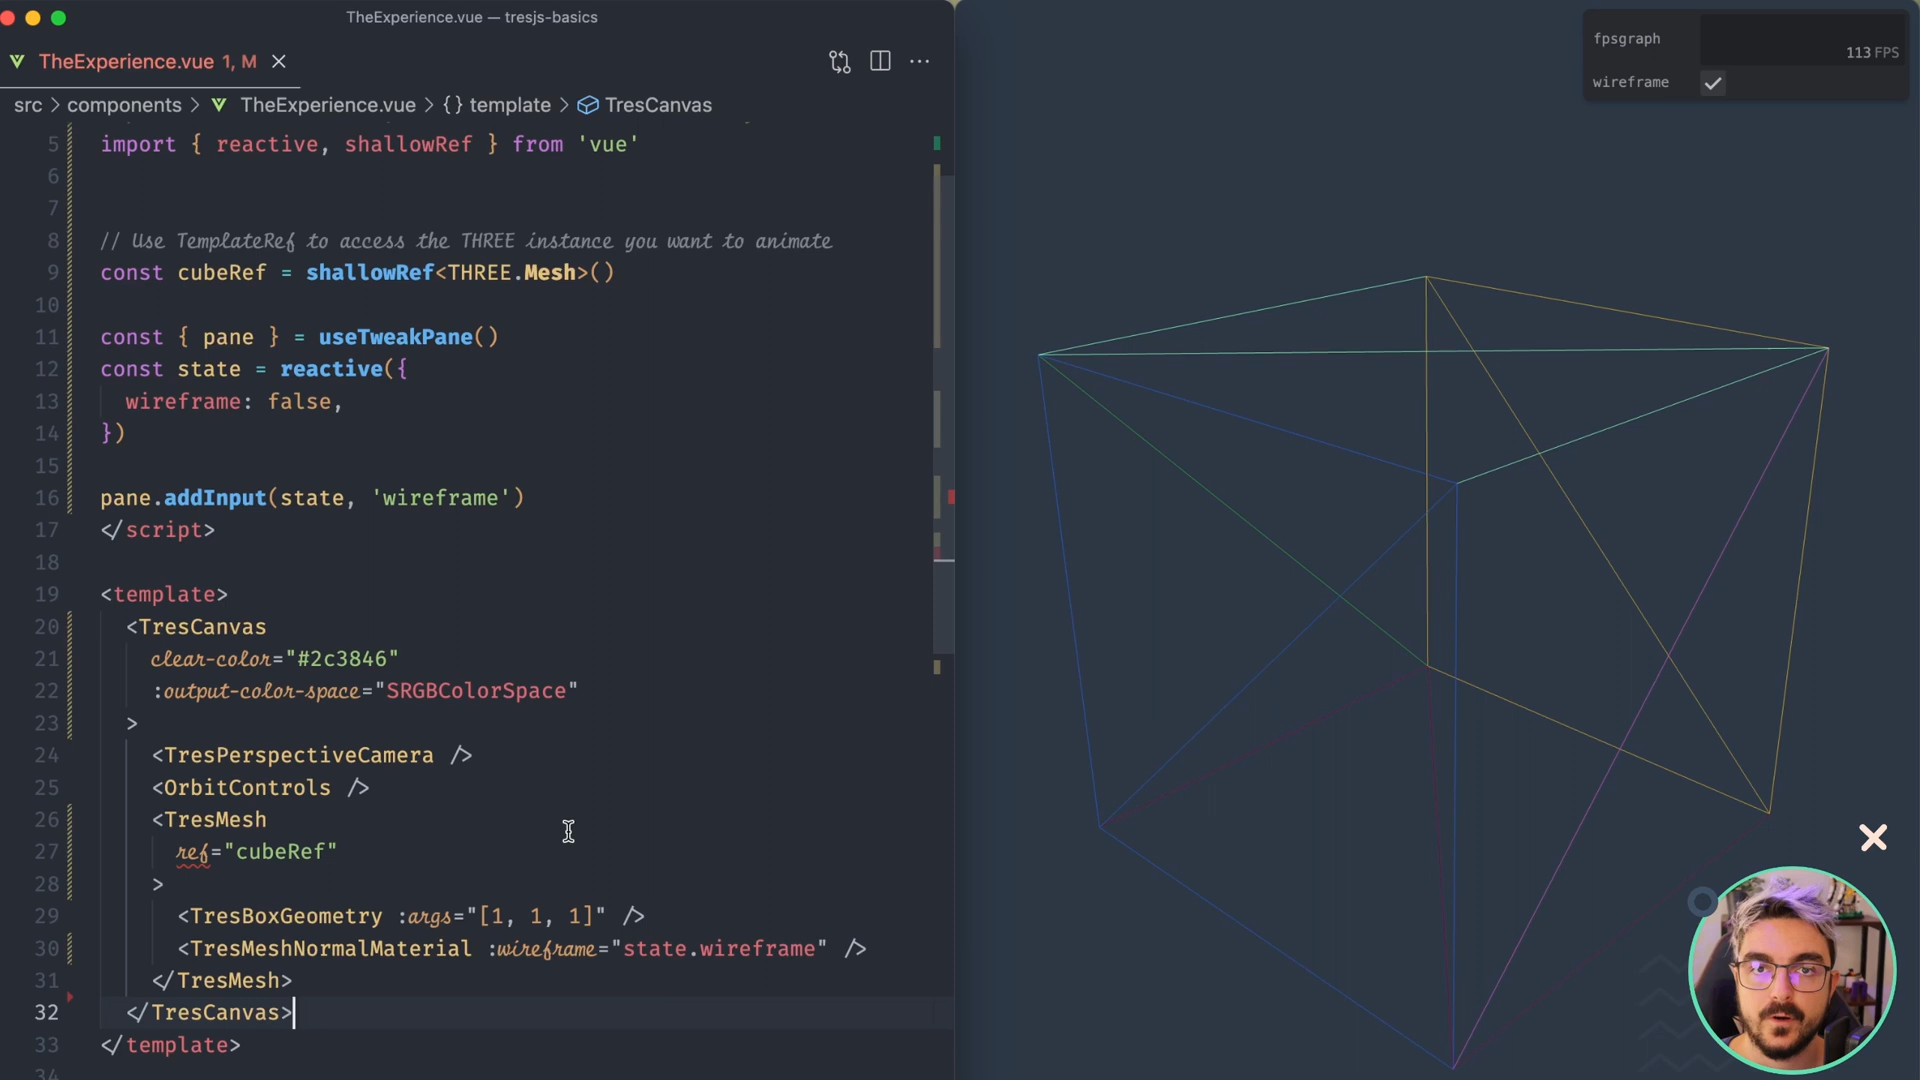 TheExperience.vue — tresjs-basics
TheExperience.vue 1, M
src > components > TheExperience.vue > {} template > TresCanvas
5 import { reactive, shallowRef } from 'vue'
6
7
8 // Use TemplateRef to access the THREE instance you want to animate
9 const cubeRef = shallowRef<THREE.Mesh>()
10
11 const { pane } = useTweakPane()
12 const state = reactive({
13 wireframe: false,
14 })
15
16 pane.addInput(state, 'wireframe')
17 </script>
18
19 <template>
20 <TresCanvas
21 clear-color="#2c3846"
22 :output-color-space="SRGBColorSpace"
23 >
24 <TresPerspectiveCamera />
25 <OrbitControls />
26 <TresMesh
27 ref="cubeRef"
28 >
29 <TresBoxGeometry :args="[1, 1, 1]" />
30 <TresMeshNormalMaterial :wireframe="state.wireframe" />
31 </TresMesh>
32 </TresCanvas>
33 </template>
34
fpsgraph
113 FPS
wireframe